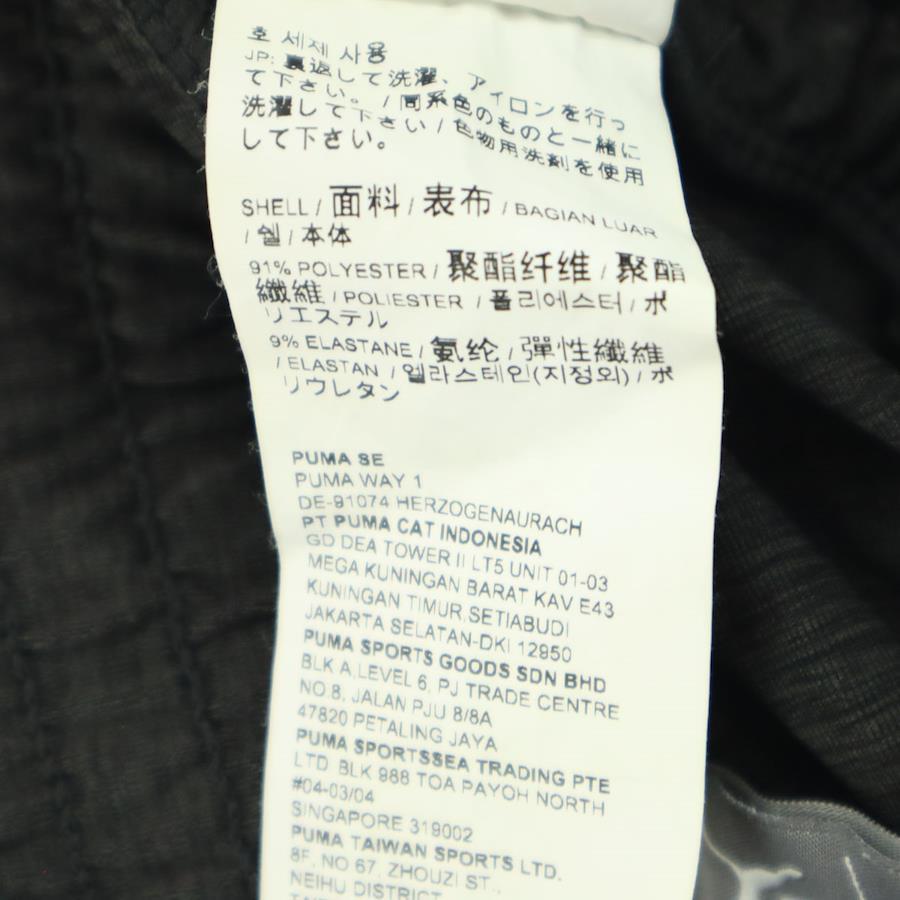 호 세제 사용
JP: 裏返して洗濯、アイロンを行っ
て下さい。/ 同系色のものと一緒に
洗濯して下さい / 色物用洗剤を使用
して下さい。
SHELL / 面料 / 表布 / BAGIAN LUAR
/ 쉘 / 本体
91% POLYESTER / 聚酯纤维 / 聚酯
纖維 / POLIESTER / 폴리에스터 / ポ
リエステル
9% ELASTANE / 氨纶 / 彈性纖維
/ ELASTAN / 엘라스테인(지정외) / ポ
リウレタン
PUMA SE
PUMA WAY 1
DE-91074 HERZOGENAURACH
PT PUMA CAT INDONESIA
GD DEA TOWER II LT5 UNIT 01-03
MEGA KUNINGAN BARAT KAV E43
KUNINGAN TIMUR,SETIABUDI
JAKARTA SELATAN-DKI 12950
PUMA SPORTS GOODS SDN BHD
BLK A,LEVEL 6, PJ TRADE CENTRE
NO.8, JALAN PJU 8/8A
47820 PETALING JAYA
PUMA SPORTSSEA TRADING PTE
LTD. BLK 988 TOA PAYOH NORTH
#04-03/04
SINGAPORE 319002
PUMA TAIWAN SPORTS LTD.
8F, NO 67, ZHOUZI ST.,
NEIHU DISTRICT